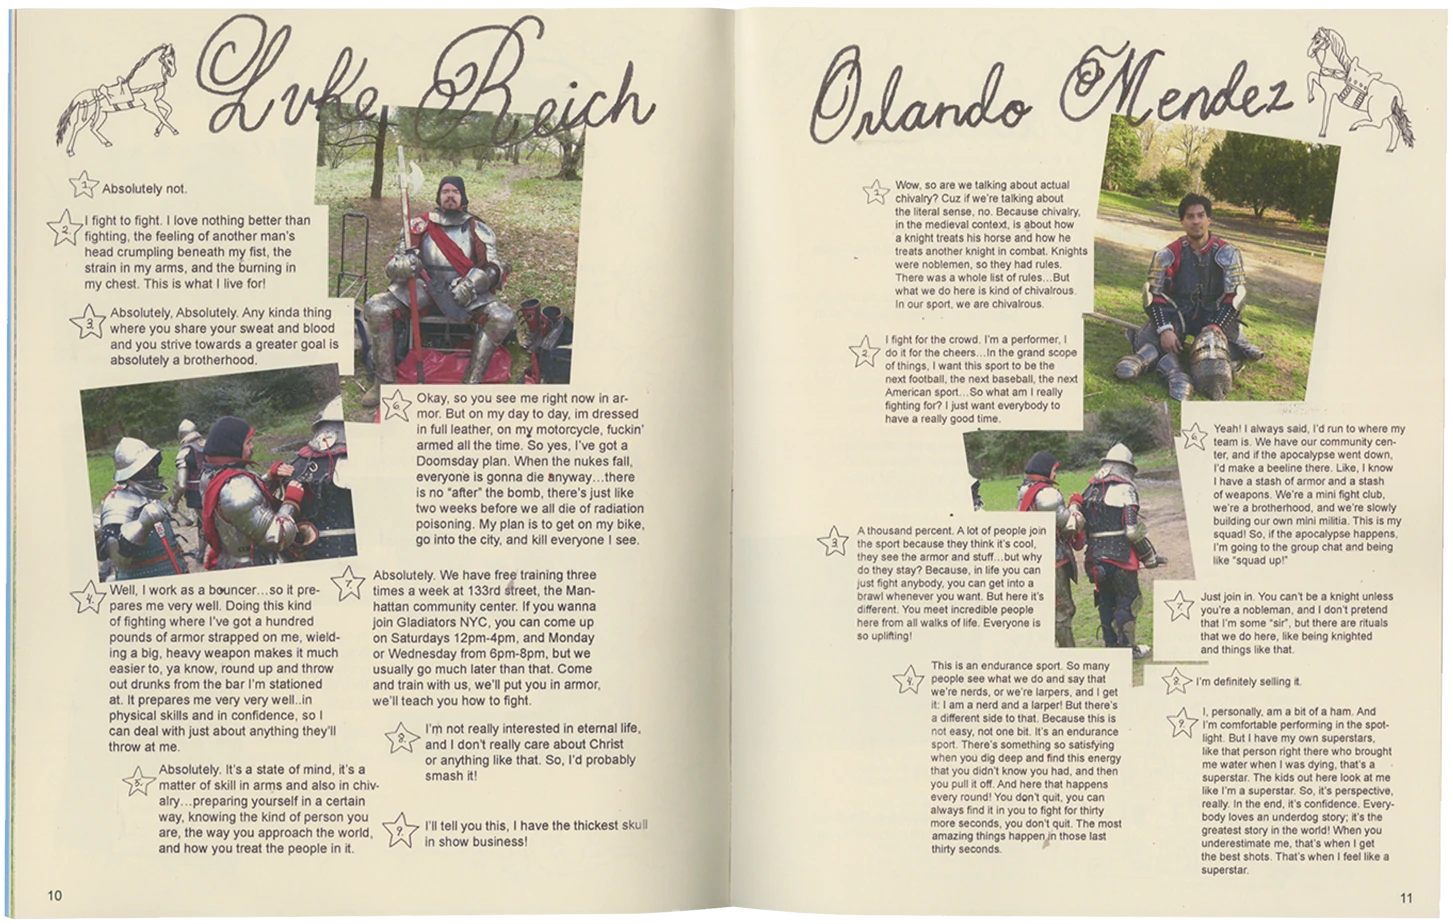 Luke Reich
1. Absolutely not.
2. I fight to fight. I love nothing better than
fighting, the feeling of another man's
head crumpling beneath my fist, the
strain in my arms, and the burning in
my chest. This is what I live for!
3. Absolutely, Absolutely. Any kinda thing
where you share your sweat and blood
and you strive towards a greater goal is
absolutely a brotherhood.
4. Well, I work as a bouncer...so it pre-
pares me very well. Doing this kind
of fighting where I've got a hundred
pounds of armor strapped on me, wield-
ing a big, heavy weapon makes it much
easier to, ya know, round up and throw
out drunks from the bar I'm stationed
at. It prepares me very very well..in
physical skills and in confidence, so I
can deal with just about anything they'll
throw at me.
5. Absolutely. It's a state of mind, it's a
matter of skill in arms and also in chiv-
alry...preparing yourself in a certain
way, knowing the kind of person you
are, the way you approach the world,
and how you treat the people in it.
6. Okay, so you see me right now in ar-
mor. But on my day to day, im dressed
in full leather, on my motorcycle, fuckin'
armed all the time. So yes, I've got a
Doomsday plan. When the nukes fall,
everyone is gonna die anyway...there
is no "after" the bomb, there's just like
two weeks before we all die of radiation
poisoning. My plan is to get on my bike,
go into the city, and kill everyone I see.
7. Absolutely. We have free training three
times a week at 133rd street, the Man-
hattan community center. If you wanna
join Gladiators NYC, you can come up
on Saturdays 12pm-4pm, and Monday
or Wednesday from 6pm-8pm, but we
usually go much later than that. Come
and train with us, we'll put you in armor,
we'll teach you how to fight.
8. I'm not really interested in eternal life,
and I don't really care about Christ
or anything like that. So, I'd probably
smash it!
9. I'll tell you this, I have the thickest skull
in show business!
10
Orlando Mendez
1. Wow, so are we talking about actual
chivalry? Cuz if we're talking about
the literal sense, no. Because chivalry,
in the medieval context, is about how
a knight treats his horse and how he
treats another knight in combat. Knights
were noblemen, so they had rules.
There was a whole list of rules...But
what we do here is kind of chivalrous.
In our sport, we are chivalrous.
2. I fight for the crowd. I'm a performer, I
do it for the cheers...In the grand scope
of things, I want this sport to be the
next football, the next baseball, the next
American sport...So what am I really
fighting for? I just want everybody to
have a really good time.
3. A thousand percent. A lot of people join
the sport because they think it's cool,
they see the armor and stuff...but why
do they stay? Because, in life you can
just fight anybody, you can get into a
brawl whenever you want. But here it's
different. You meet incredible people
here from all walks of life. Everyone is
so uplifting!
4. This is an endurance sport. So many
people see what we do and say that
we're nerds, or we're larpers, and I get
it: I am a nerd and a larper! But there's
a different side to that. Because this is
not easy, not one bit. It's an endurance
sport. There's something so satisfying
when you dig deep and find this energy
that you didn't know you had, and then
you pull it off. And here that happens
every round! You don't quit, you can
always find it in you to fight for thirty
more seconds, you don't quit. The most
amazing things happen in those last
thirty seconds.
6. Yeah! I always said, I'd run to where my
team is. We have our community cen-
ter, and if the apocalypse went down,
I'd make a beeline there. Like, I know
I have a stash of armor and a stash
of weapons. We're a mini fight club,
we're a brotherhood, and we're slowly
building our own mini militia. This is my
squad! So, if the apocalypse happens,
I'm going to the group chat and being
like "squad up!"
7. Just join in. You can't be a knight unless
you're a nobleman, and I don't pretend
that I'm some "sir", but there are rituals
that we do here, like being knighted
and things like that.
8. I'm definitely selling it.
9. I, personally, am a bit of a ham. And
I'm comfortable performing in the spot-
light. But I have my own superstars,
like that person right there who brought
me water when I was dying, that's a
superstar. The kids out here look at me
like I'm a superstar. So, it's perspective,
really. In the end, it's confidence. Every-
body loves an underdog story; it's the
greatest story in the world! When you
underestimate me, that's when I get
the best shots. That's when I feel like a
superstar.
11